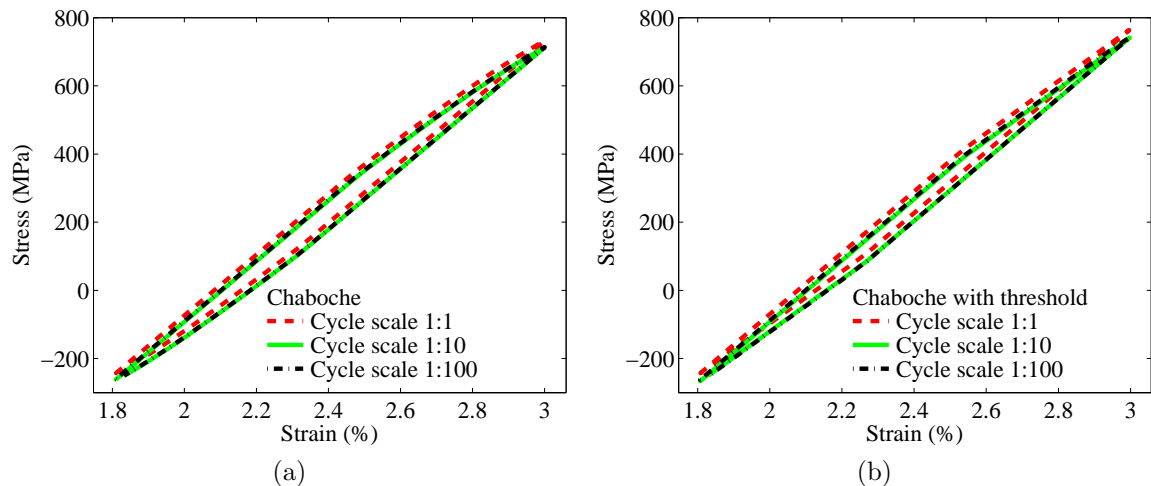 800
600
400
200
0
−200
Stress (MPa)
Chaboche
Cycle scale 1:1
Cycle scale 1:10
Cycle scale 1:100
1.8 2 2.2 2.4 2.6 2.8 3
Strain (%)
(a)
800
600
400
200
0
−200
Stress (MPa)
Chaboche with threshold
Cycle scale 1:1
Cycle scale 1:10
Cycle scale 1:100
1.8 2 2.2 2.4 2.6 2.8 3
Strain (%)
(b)